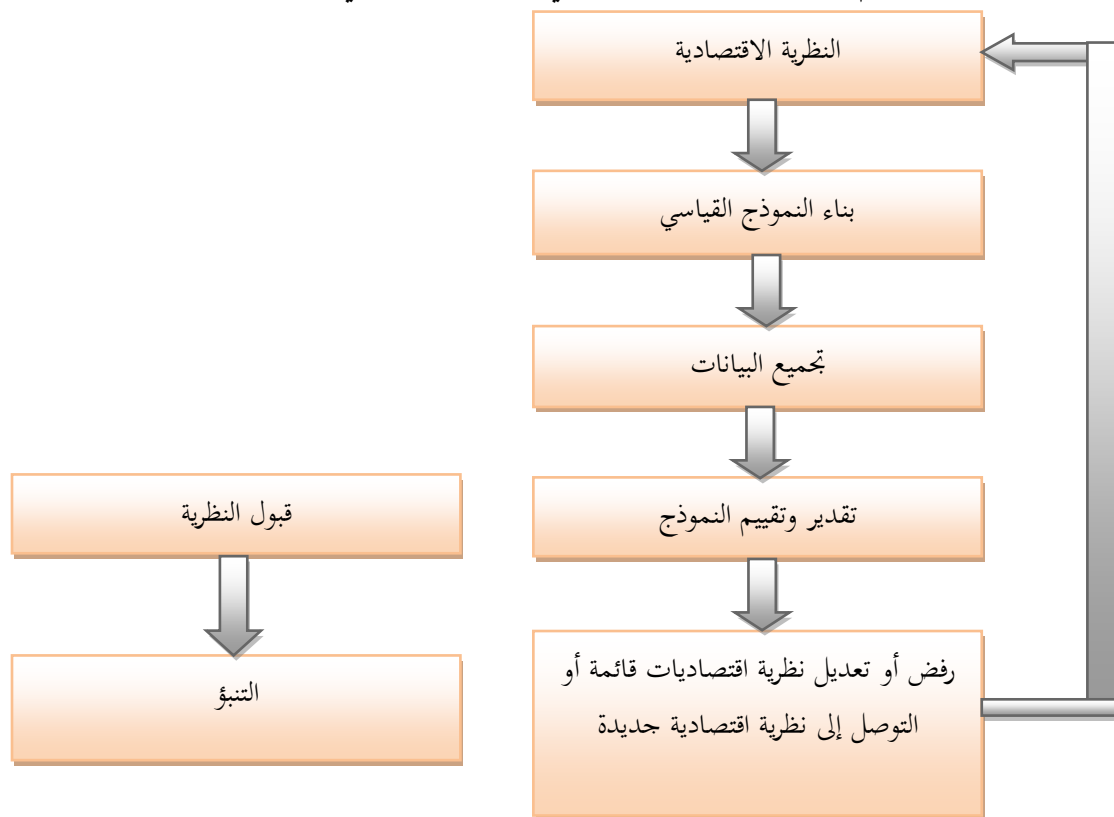 النظرية الاقتصادية
بناء النموذج القياسي
تجميع البيانات
تقدير وتقييم النموذج
قبول النظرية
رفض أو تعديل نظرية اقتصاديات قائمة أو
التوصل إلى نظرية اقتصادية جديدة
التنبؤ